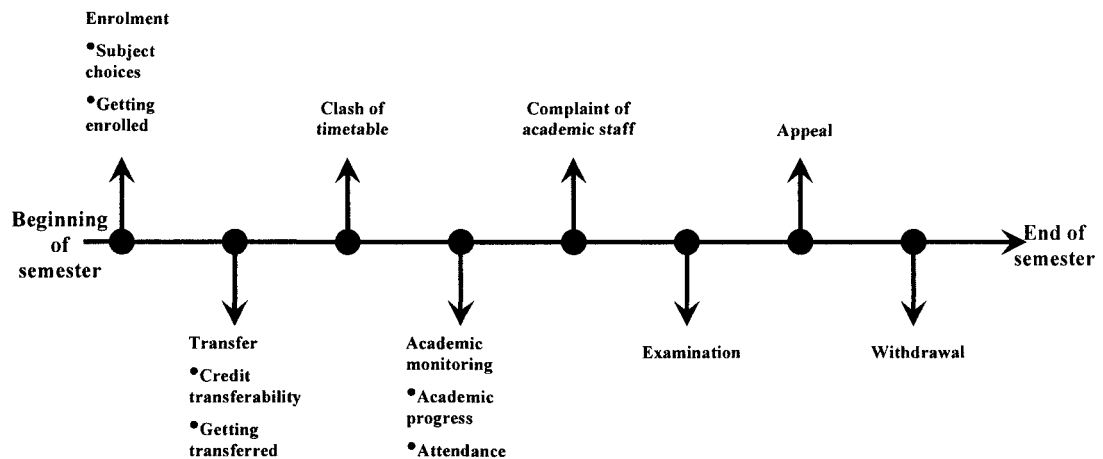 Enrolment
•Subject
choices
•Getting
enrolled
Clash of
timetable
Complaint of
academic staff
Appeal
Beginning
of
semester
End of
semester
Transfer
•Credit
transferability
•Getting
transferred
Academic
monitoring
•Academic
progress
•Attendance
Examination
Withdrawal